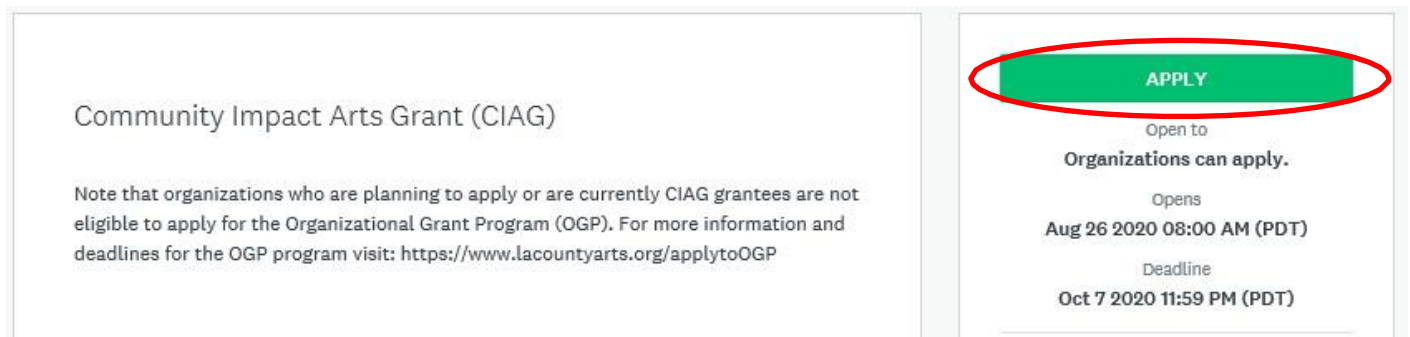 Community Impact Arts Grant (CIAG)
Note that organizations who are planning to apply or are currently CIAG grantees are not
eligible to apply for the Organizational Grant Program (OGP). For more information and
deadlines for the OGP program visit: https://www.lacountyarts.org/applytoOGP
APPLY
Open to
Organizations can apply.
Opens
Aug 26 2020 08:00 AM (PDT)
Deadline
Oct 7 2020 11:59 PM (PDT)